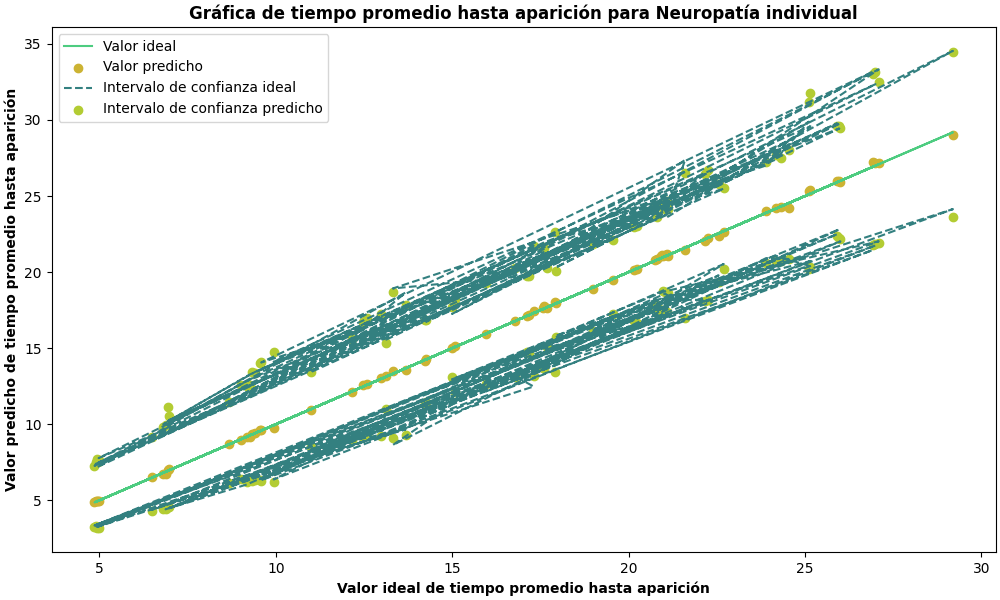 Gráfica de tiempo promedio hasta aparición para Neuropatía individual
Valor ideal
Valor predicho
Intervalo de confianza ideal
Intervalo de confianza predicho
Valor predicho de tiempo promedio hasta aparición
35
30
25
20
15
10
5
5
10
15
20
25
30
Valor ideal de tiempo promedio hasta aparición